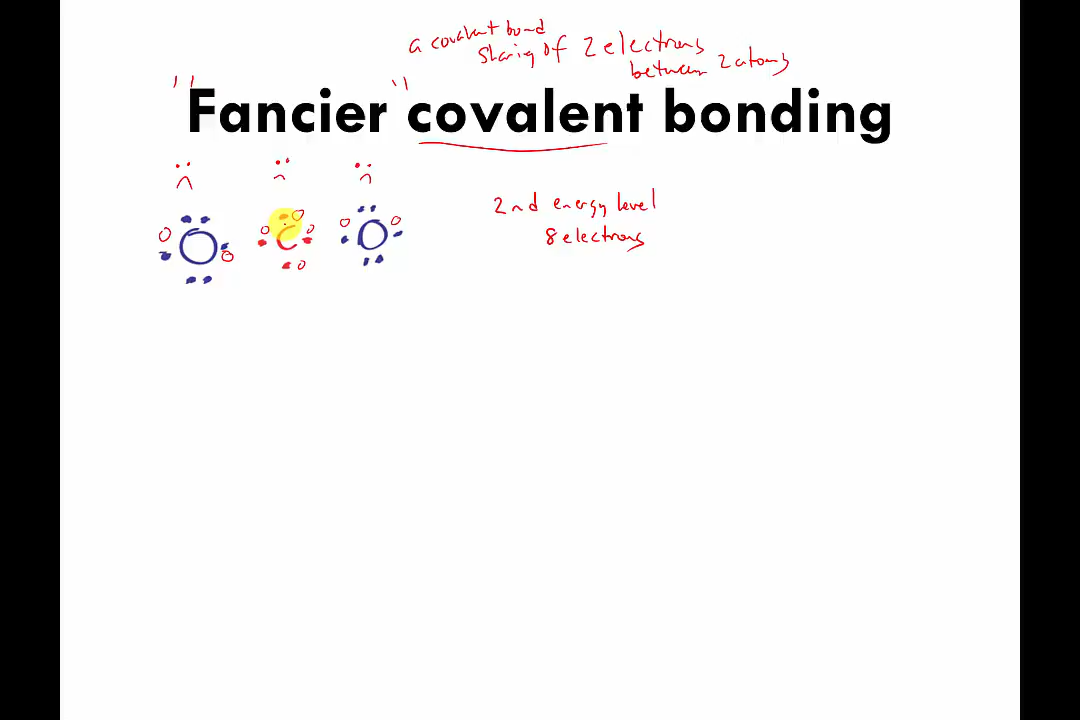 a covalent bond
sharing of 2 electrons
between 2 atoms
"Fancier" covalent bonding
O C O
2nd energy level
8 electrons